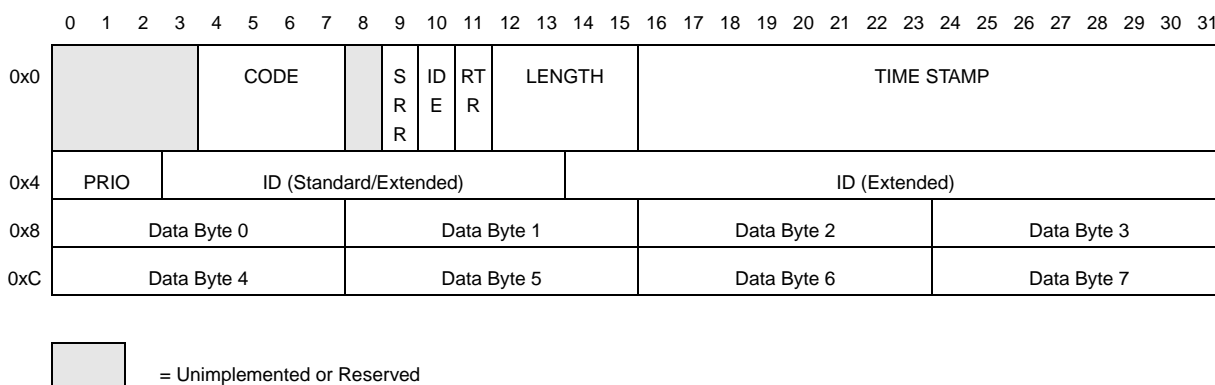 0 1 2 3 4 5 6 7 8 9 10 11 12 13 14 15 16 17 18 19 20 21 22 23 24 25 26 27 28 29 30 31
0x0 CODE S ID RT LENGTH TIME STAMP
R E R
R
0x4 PRIO ID (Standard/Extended) ID (Extended)
0x8 Data Byte 0 Data Byte 1 Data Byte 2 Data Byte 3
0xC Data Byte 4 Data Byte 5 Data Byte 6 Data Byte 7
= Unimplemented or Reserved